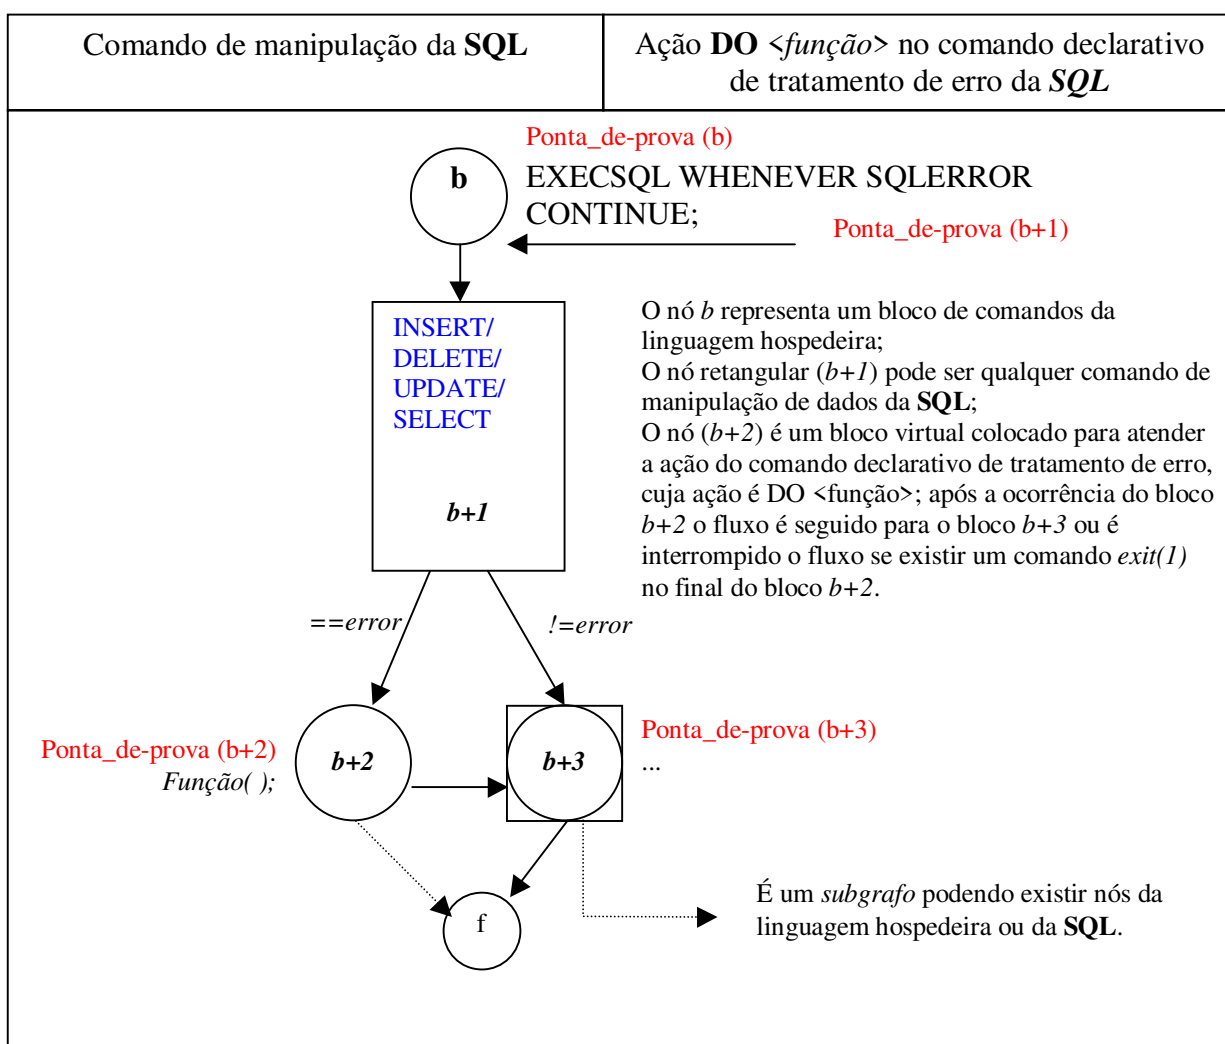 Comando de manipulação da SQL
Ação DO <função> no comando declarativo
de tratamento de erro da SQL
Ponta_de-prova (b)
b
EXECSQL WHENEVER SQLERROR
CONTINUE;
Ponta_de-prova (b+1)
INSERT/
DELETE/
UPDATE/
SELECT
b+1
O nó b representa um bloco de comandos da
linguagem hospedeira;
O nó retangular (b+1) pode ser qualquer comando de
manipulação de dados da SQL;
O nó (b+2) é um bloco virtual colocado para atender
a ação do comando declarativo de tratamento de erro,
cuja ação é DO <função>; após a ocorrência do bloco
b+2 o fluxo é seguido para o bloco b+3 ou é
interrompido o fluxo se existir um comando exit(1)
no final do bloco b+2.
==error
!=error
Ponta_de-prova (b+2)
Função( );
b+2
b+3
Ponta_de-prova (b+3)
...
f
É um subgrafo podendo existir nós da
linguagem hospedeira ou da SQL.